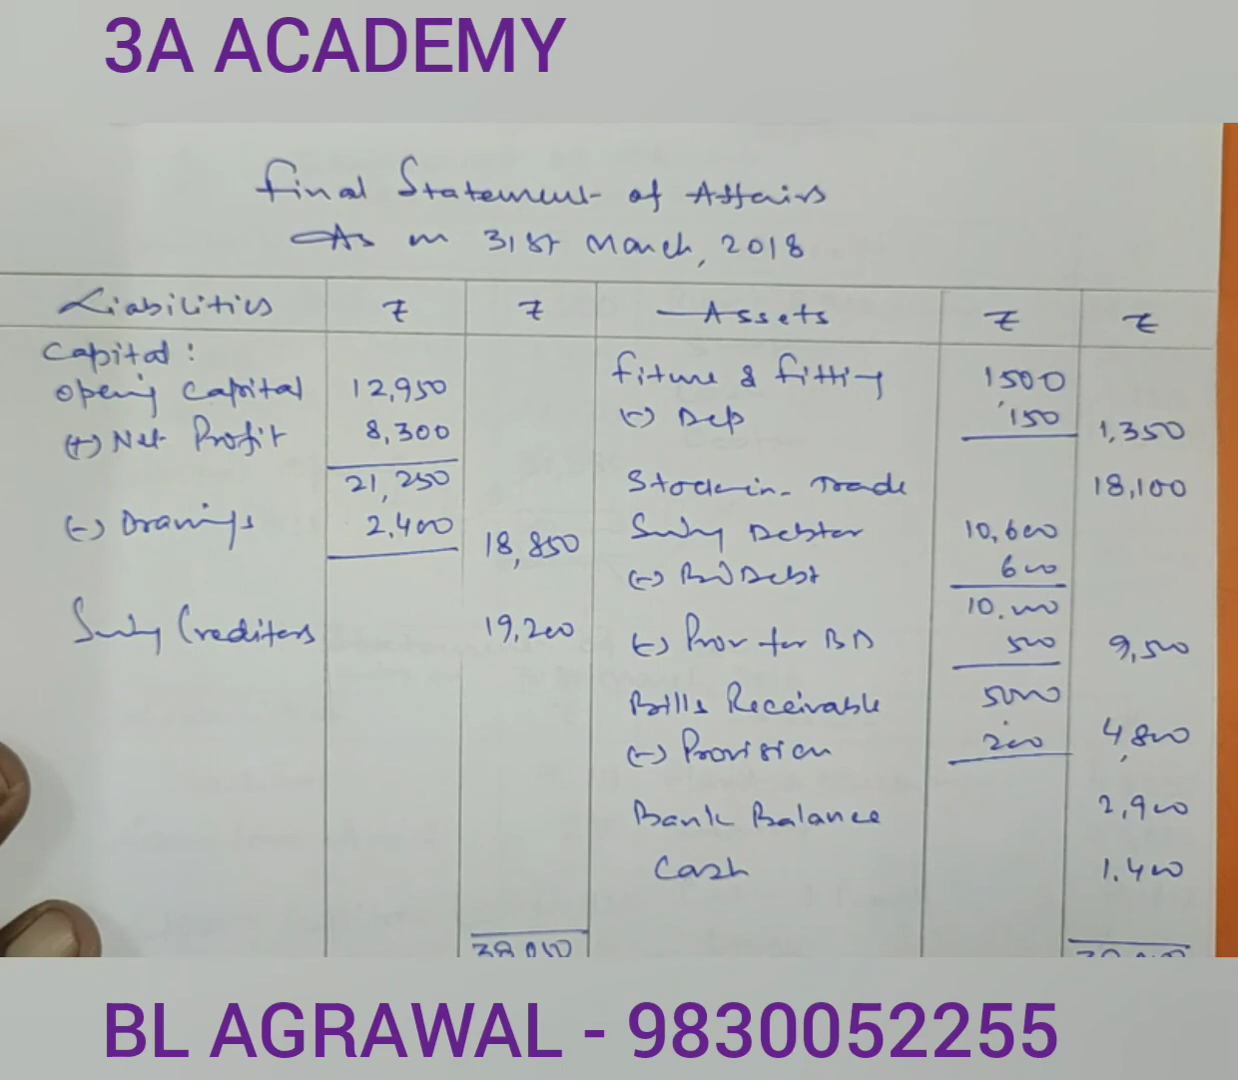 3A ACADEMY
Final Statement of Affairs
As on 31st March, 2018
Liabilities ₹ ₹ Assets ₹ ₹
Capital :
Opening Capital 12,950
(+) Net Profit 8,300
21,250
(-) Drawings 2,400 18,850
Sundry Creditors 19,200
Fiture & fitting 1500
(-) Dep 150 1,350
Stock-in-Trade 18,100
Sundry Debtor 10,600
(-) B/D Debt 600
10,000
(-) Prov for BD 500 9,500
Bills Receivable 5000
(-) Provision 200 4,800
Bank Balance 2,900
Cash 1,400
BL AGRAWAL - 9830052255